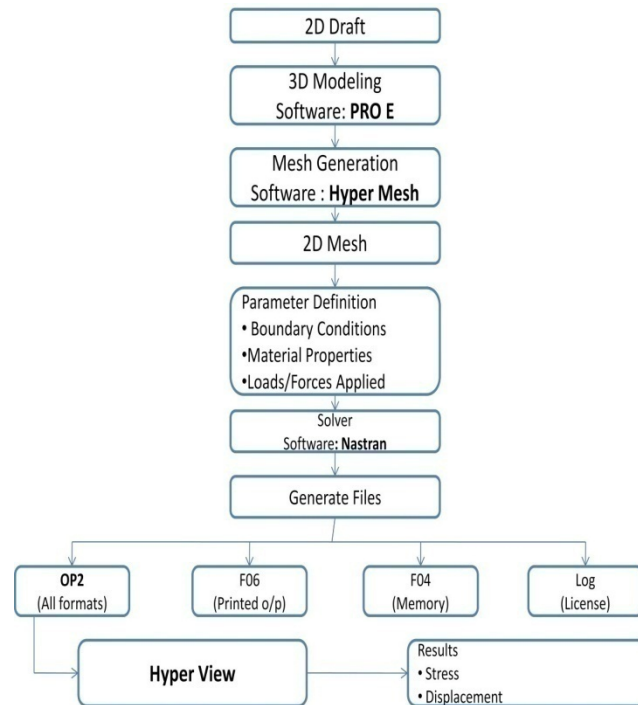 2D Draft
3D Modeling
Software: PRO E
Mesh Generation
Software : Hyper Mesh
2D Mesh
Parameter Definition
• Boundary Conditions
•Material Properties
•Loads/Forces Applied
Solver
Software: Nastran
Generate Files
OP2
(All formats)
F06
(Printed o/p)
F04
(Memory)
Log
(License)
Hyper View
Results
• Stress
• Displacement